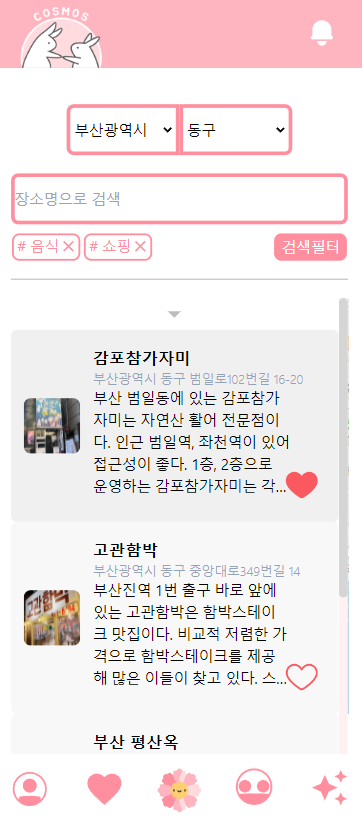 COSMOS
부산광역시 동구
장소명으로 검색
# 음식 # 쇼핑 검색필터
감포참가자미
부산광역시 동구 범일로102번길 16-20
부산 범일동에 있는 감포참가
자미는 자연산 활어 전문점이
다. 인근 범일역, 좌천역이 있어
접근성이 좋다. 1층, 2층으로
운영하는 감포참가자미는 각...
고관함박
부산광역시 동구 중앙대로349번길 14
부산진역 1번 출구 바로 앞에
있는 고관함박은 함박스테이
크 맛집이다. 비교적 저렴한 가
격으로 함박스테이크를 제공
해 많은 이들이 찾고 있다. 스...
부산 평산옥